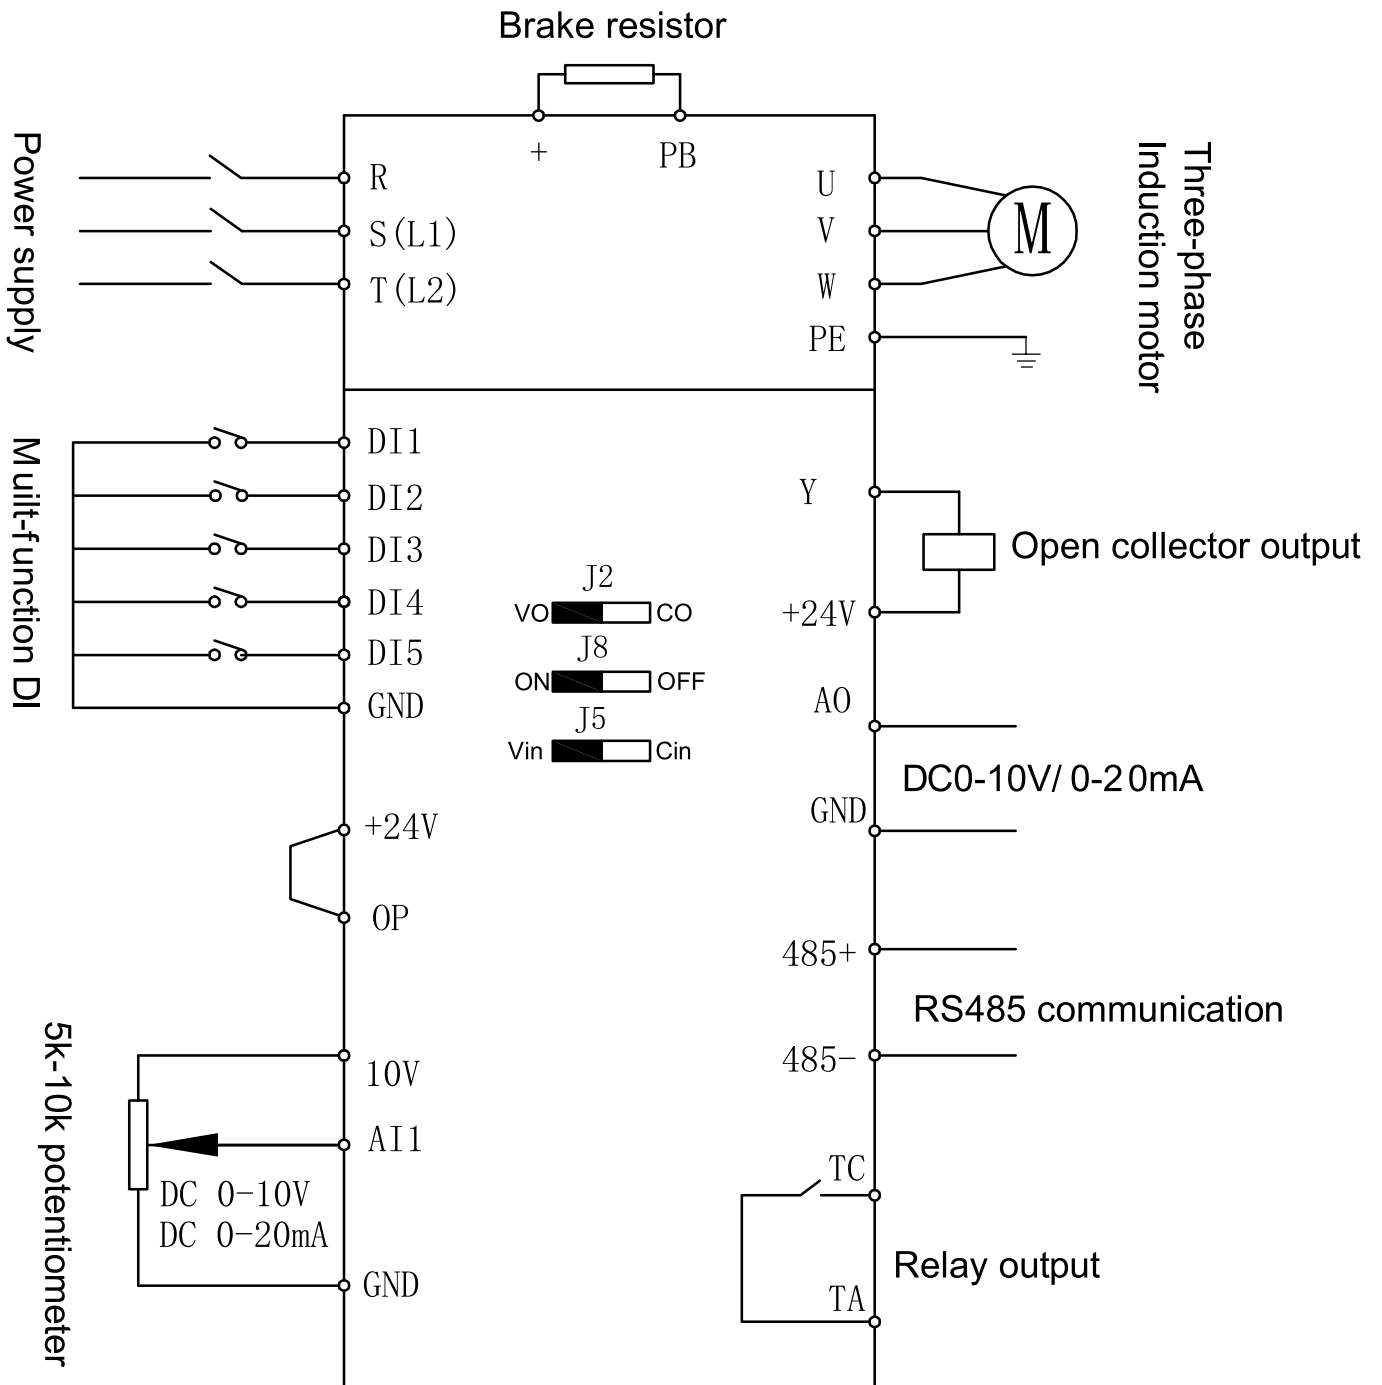 Brake resistor
+
PB
Power supply
R
S(L1)
T(L2)
U
V
W
PE
M
Three-phase
Induction motor
Muilt-function DI
DI1
DI2
DI3
DI4
DI5
GND
J2
VO
CO
J8
ON
OFF
J5
Vin
Cin
Y
+24V
Open collector output
AO
DC0-10V/ 0-20mA
GND
+24V
OP
485+
RS485 communication
485-
5k-10k potentiometer
10V
AI1
DC 0-10V
DC 0-20mA
GND
TC
Relay output
TA